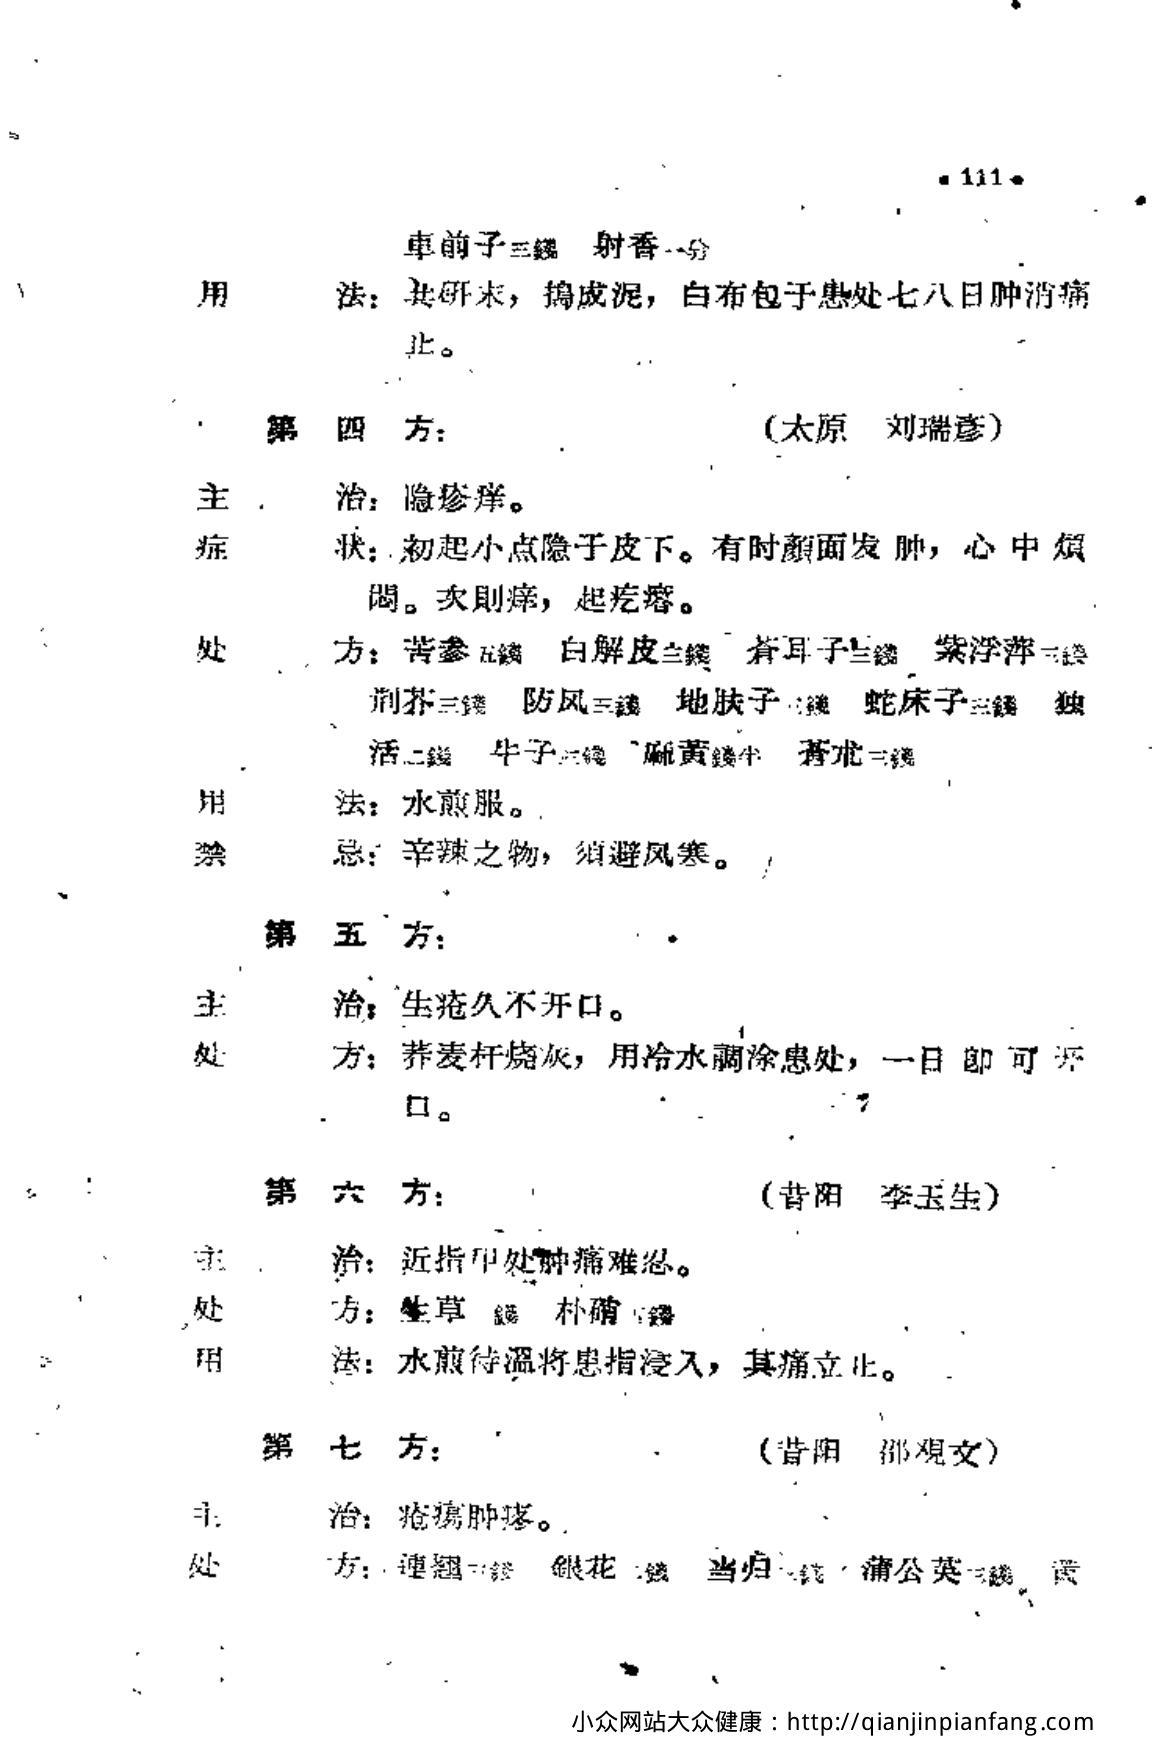 • 111 •
車前子三錢　射香一分
用　法：共研末，搗成泥，白布包于患处七八日肿消痛
止。
第四方：　（太原　刘瑞彥）
主　治：隐疹痒。
症　状：初起小点隐于皮下。有时顏面发肿，心中煩
悶。次則痒，起疙瘩。
处　方：苦参五錢　白解皮三錢　蒼耳子三錢　紫浮萍三錢
荆芥三錢　防风三錢　地肤子三錢　蛇床子三錢　独
活二錢　牛子三錢　麻黄錢半　蒼朮三錢
用　法：水煎服。
禁　忌：辛辣之物，須避风寒。
第五方：
主　治：生疮久不开口。
处　方：荞麦杆烧灰，用冷水調涂患处，一日即可开
口。
第六方：　（昔阳　李玉生）
主　治：近指甲处肿痛难忍。
处　方：生草　錢　朴硝　錢
用　法：水煎待溫将患指浸入，其痛立止。
第七方：　（昔阳　邵观文）
主　治：疮瘍肿疼。
处　方：連翘三錢　銀花　錢　当归　錢　蒲公英三錢　黄
小众网站大众健康：http://qianjinpianfang.com